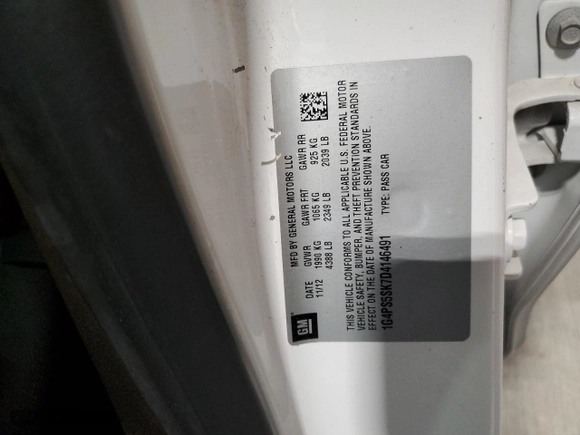 GM
MFD BY GENERAL MOTORS LLC
DATE GVWR GAWR FRT GAWR RR
11/12 1990 KG 1065 KG 925 KG
4388 LB 2349 LB 2039 LB
THIS VEHICLE CONFORMS TO ALL APPLICABLE U.S. FEDERAL MOTOR
VEHICLE SAFETY, BUMPER, AND THEFT PREVENTION STANDARDS IN
EFFECT ON THE DATE OF MANUFACTURE SHOWN ABOVE.
1G4PS5SK7D4146491 TYPE: PASS CAR